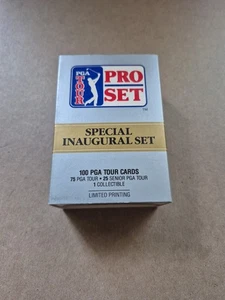 PGA
TOUR
PRO
SET
SPECIAL
INAUGURAL SET
100 PGA TOUR CARDS
75 PGA TOUR • 25 SENIOR PGA TOUR
1 COLLECTIBLE
LIMITED PRINTING